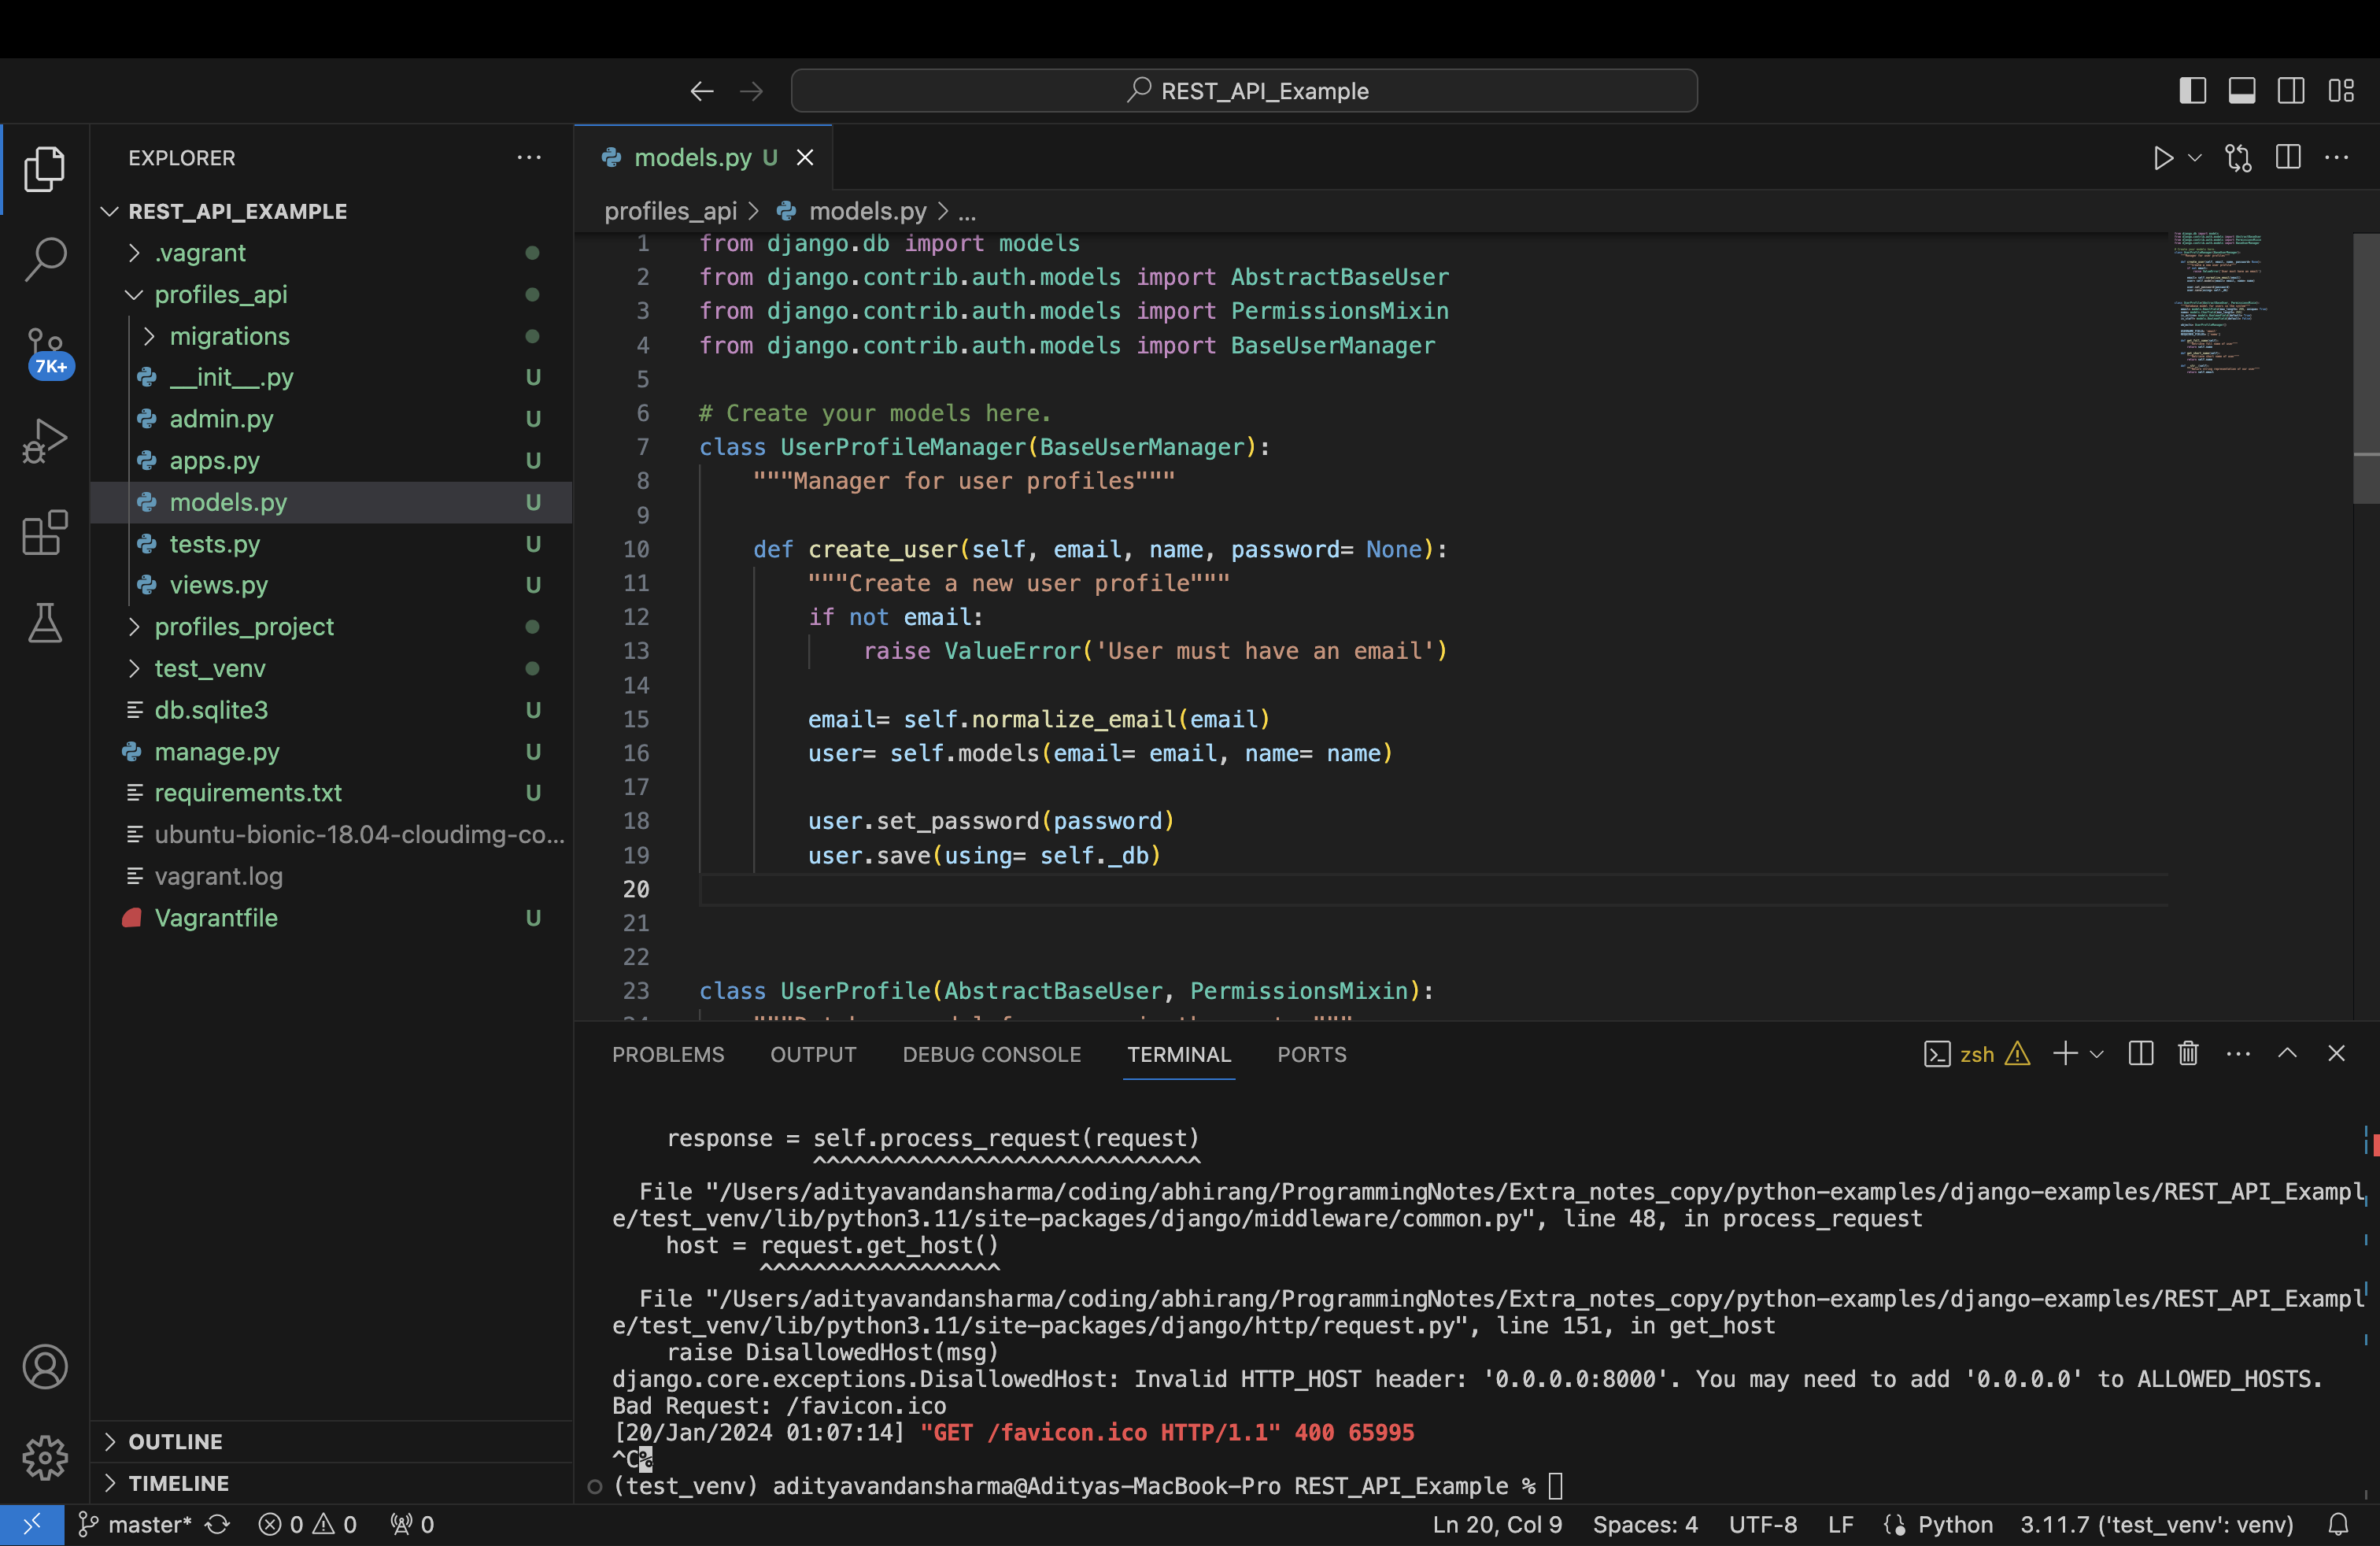 REST_API_Example
EXPLORER
REST_API_EXAMPLE
.vagrant
profiles_api
migrations
__init__.py U
admin.py U
apps.py U
models.py U
tests.py U
views.py U
profiles_project
test_venv
db.sqlite3 U
manage.py U
requirements.txt U
ubuntu-bionic-18.04-cloudimg-co...
vagrant.log
Vagrantfile U
OUTLINE
TIMELINE
7K+
models.py U
profiles_api > models.py > ...
1 from django.db import models
2 from django.contrib.auth.models import AbstractBaseUser
3 from django.contrib.auth.models import PermissionsMixin
4 from django.contrib.auth.models import BaseUserManager
5
6 # Create your models here.
7 class UserProfileManager(BaseUserManager):
8 """Manager for user profiles"""
9
10 def create_user(self, email, name, password= None):
11 """Create a new user profile"""
12 if not email:
13 raise ValueError('User must have an email')
14
15 email= self.normalize_email(email)
16 user= self.models(email= email, name= name)
17
18 user.set_password(password)
19 user.save(using= self._db)
20
21
22
23 class UserProfile(AbstractBaseUser, PermissionsMixin):
PROBLEMS OUTPUT DEBUG CONSOLE TERMINAL PORTS
zsh
response = self.process_request(request)
^^^^^^^^^^^^^^^^^^^^^^^^^^^^^
File "/Users/adityavandansharma/coding/abhirang/ProgrammingNotes/Extra_notes_copy/python-examples/django-examples/REST_API_Exampl
e/test_venv/lib/python3.11/site-packages/django/middleware/common.py", line 48, in process_request
host = request.get_host()
^^^^^^^^^^^^^^^^^^
File "/Users/adityavandansharma/coding/abhirang/ProgrammingNotes/Extra_notes_copy/python-examples/django-examples/REST_API_Exampl
e/test_venv/lib/python3.11/site-packages/django/http/request.py", line 151, in get_host
raise DisallowedHost(msg)
django.core.exceptions.DisallowedHost: Invalid HTTP_HOST header: '0.0.0.0:8000'. You may need to add '0.0.0.0' to ALLOWED_HOSTS.
Bad Request: /favicon.ico
[20/Jan/2024 01:07:14] "GET /favicon.ico HTTP/1.1" 400 65995
^C%
(test_venv) adityavandansharma@Adityas-MacBook-Pro REST_API_Example %
master* 0 0 0 Ln 20, Col 9 Spaces: 4 UTF-8 LF Python 3.11.7 ('test_venv': venv)